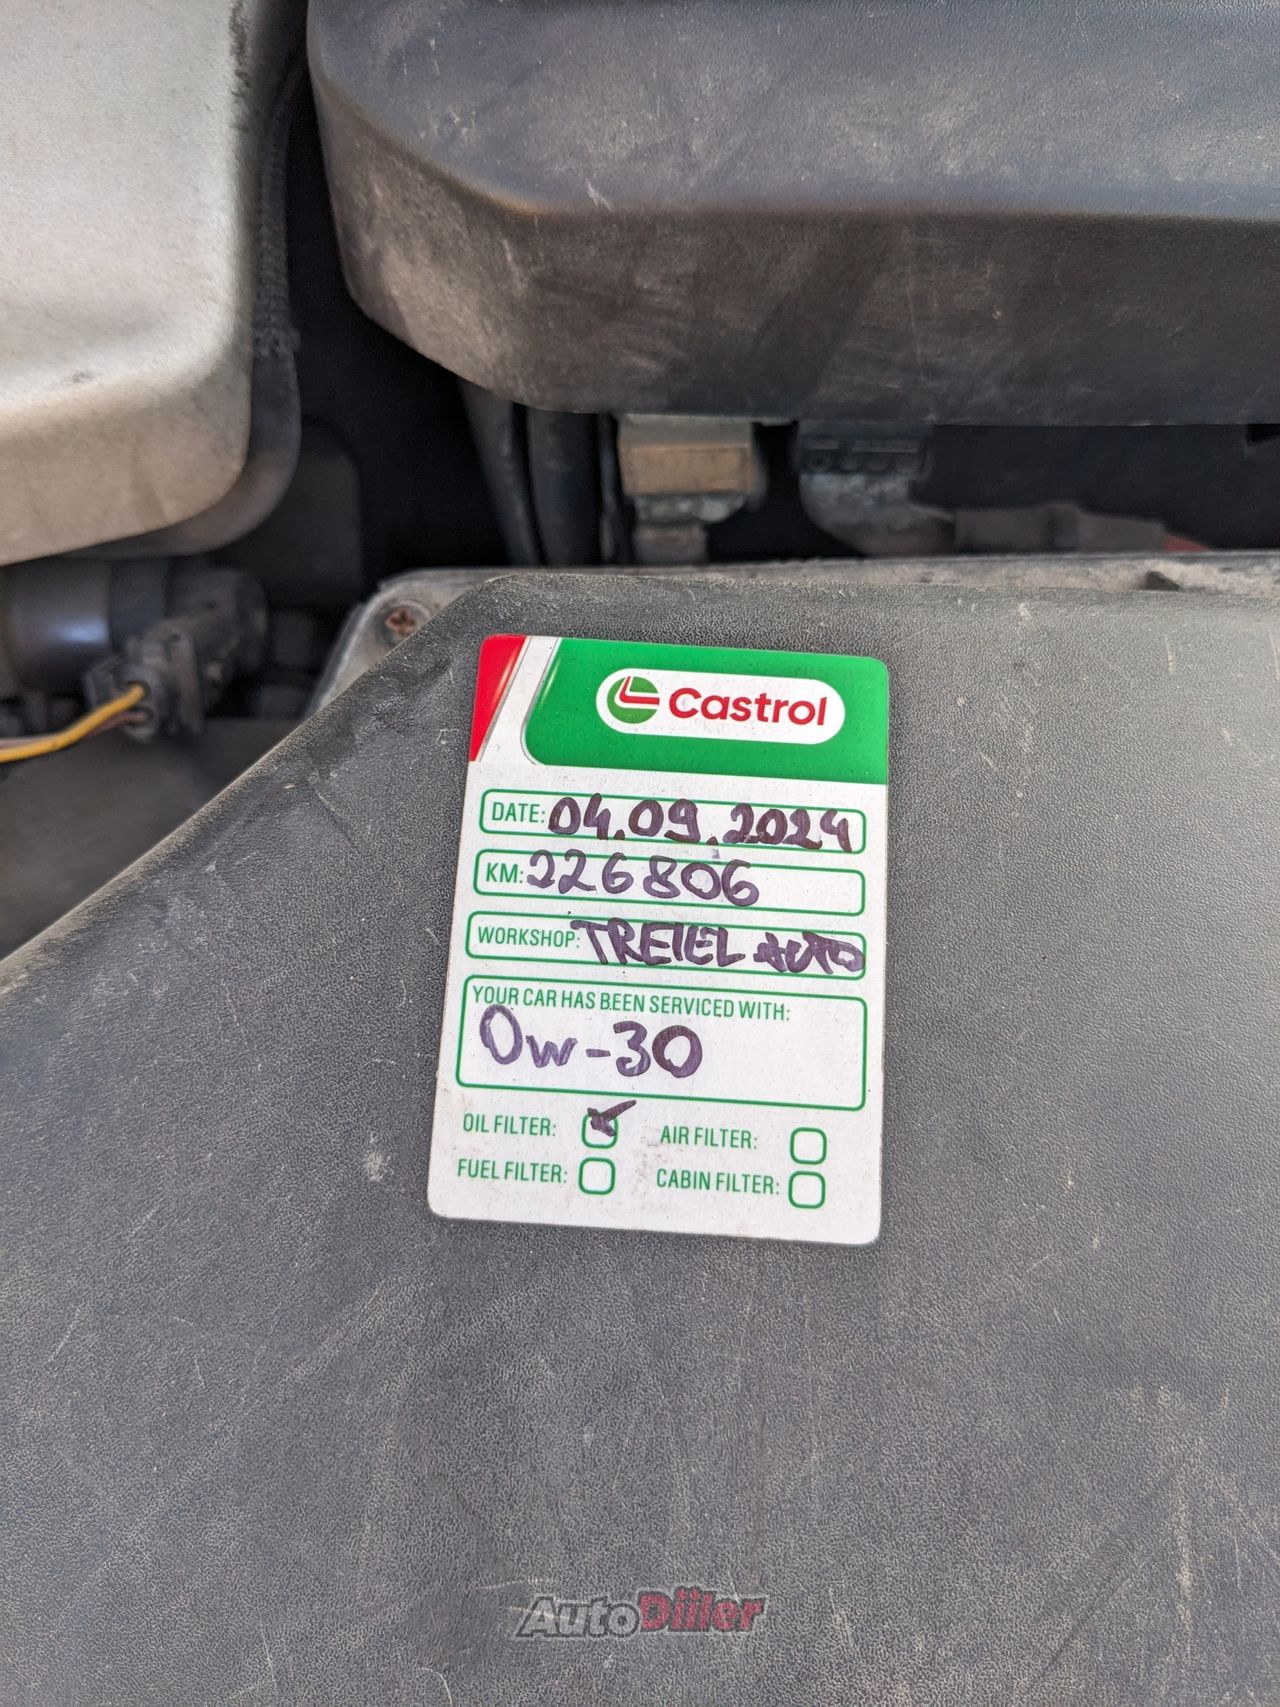 Castrol
DATE: 04.09.2024
KM: 226806
WORKSHOP: TREIEL AUTO
YOUR CAR HAS BEEN SERVICED WITH:
0w-30
OIL FILTER: ✓ AIR FILTER:
FUEL FILTER: CABIN FILTER:
AutoDiiler